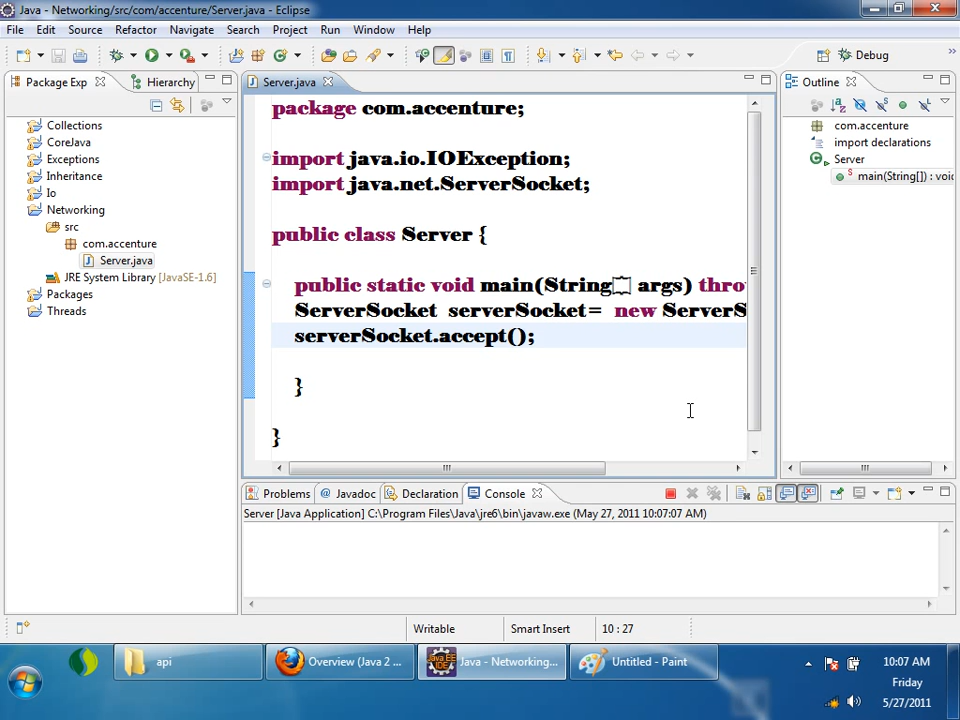 Java - Networking/src/com/accenture/Server.java - Eclipse
File Edit Source Refactor Navigate Search Project Run Window Help
Debug
Package Exp Hierarchy
Server.java
Outline
Collections
CoreJava
Exceptions
Inheritance
Io
Networking
src
com.accenture
Server.java
JRE System Library [JavaSE-1.6]
Packages
Threads
package com.accenture;
import java.io.IOException;
import java.net.ServerSocket;
public class Server {
public static void main(String[] args) thro
ServerSocket serverSocket= new ServerS
serverSocket.accept();
}
}
com.accenture
import declarations
Server
main(String[]) : void
Problems @ Javadoc Declaration Console
Server [Java Application] C:\Program Files\Java\jre6\bin\javaw.exe (May 27, 2011 10:07:07 AM)
Writable Smart Insert 10 : 27
api Overview (Java 2 ... Java - Networking... Untitled - Paint
10:07 AM
Friday
5/27/2011